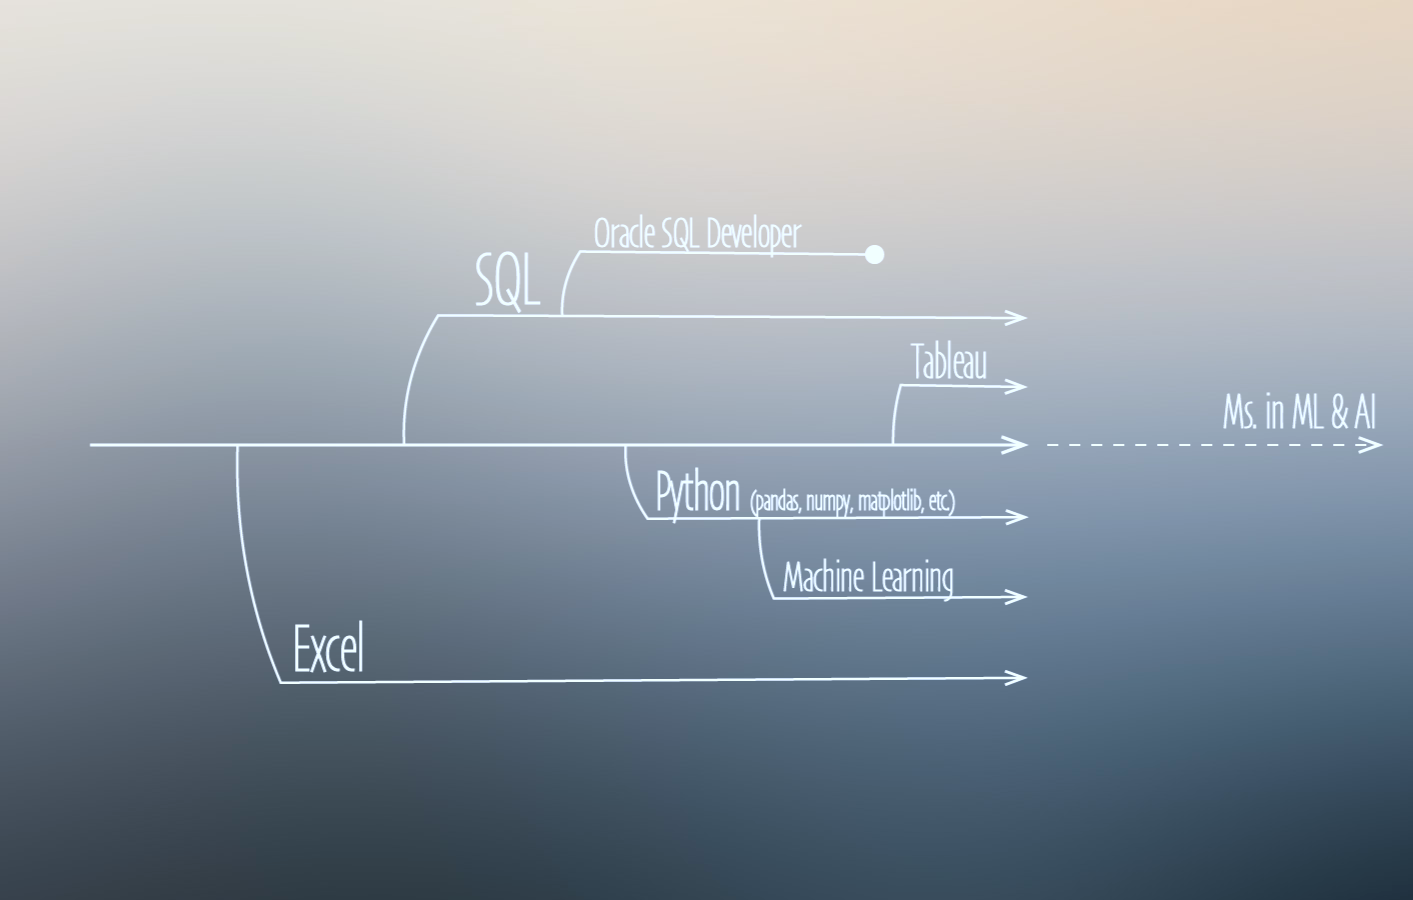 Oracle SQL Developer
SQL
Tableau
Ms. in ML & AI
Python (pandas, numpy, matplotlib, etc.)
Machine Learning
Excel